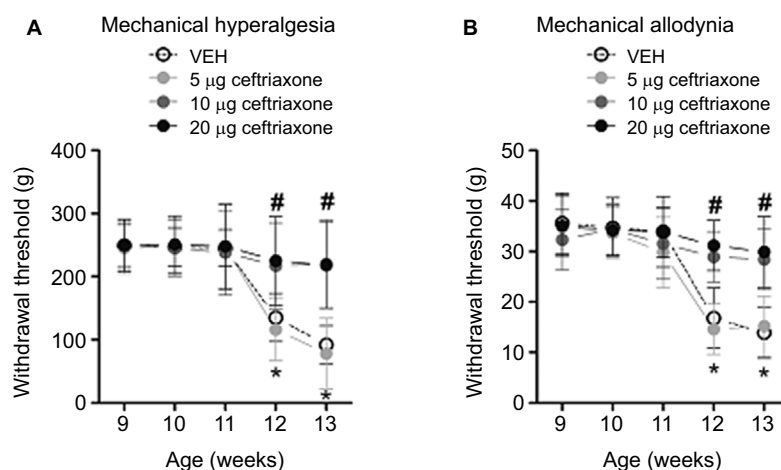 A Mechanical hyperalgesia
VEH
5 μg ceftriaxone
10 μg ceftriaxone
20 μg ceftriaxone
Withdrawal threshold (g)
400
300
200
100
0
# #
* *
9 10 11 12 13
Age (weeks)
B Mechanical allodynia
VEH
5 μg ceftriaxone
10 μg ceftriaxone
20 μg ceftriaxone
Withdrawal threshold (g)
50
40
30
20
10
0
# #
* *
9 10 11 12 13
Age (weeks)